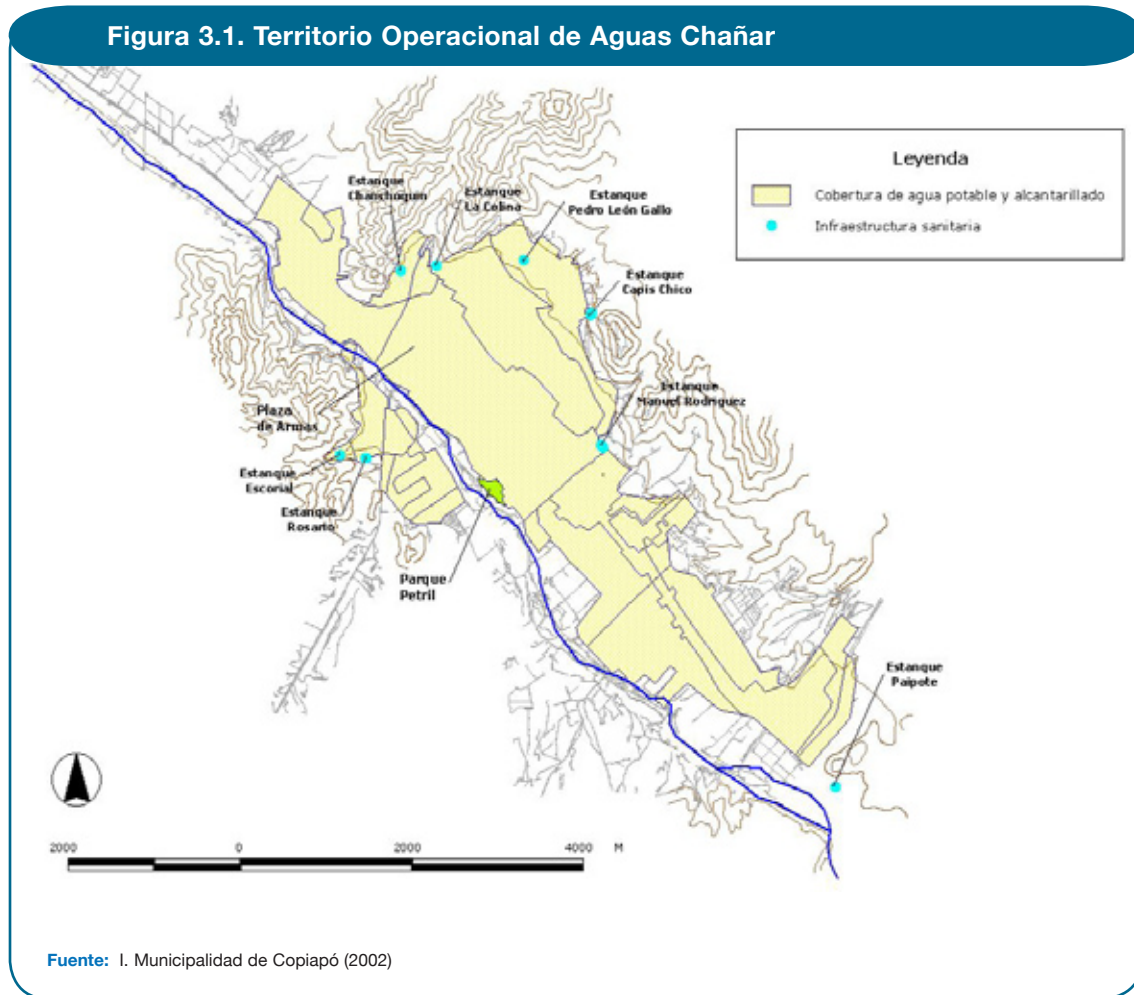 Figura 3.1. Territorio Operacional de Aguas Chañar
Leyenda
Cobertura de agua potable y alcantarillado
Infraestructura sanitaria
Estanque
Chanchoquin
Estanque
La Colina
Estanque
Pedro León Gallo
Estanque
Capis Chico
Estanque
Manuel Rodriguez
Plaza
de Armas
Estanque
Escorial
Estanque
Rosario
Parque
Petril
Estanque
Paipote
2000 0 2000 4000 M
Fuente: I. Municipalidad de Copiapó (2002)